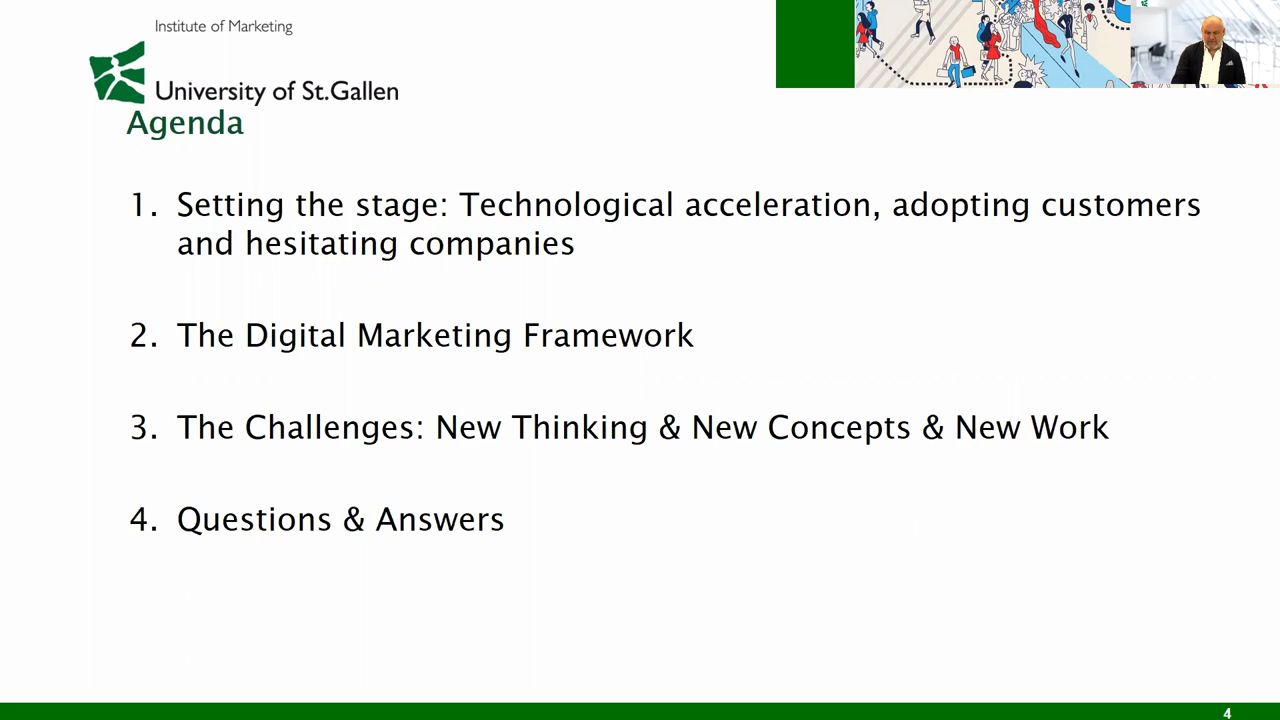 Institute of Marketing
University of St.Gallen
Agenda
1. Setting the stage: Technological acceleration, adopting customers
and hesitating companies
2. The Digital Marketing Framework
3. The Challenges: New Thinking & New Concepts & New Work
4. Questions & Answers
4